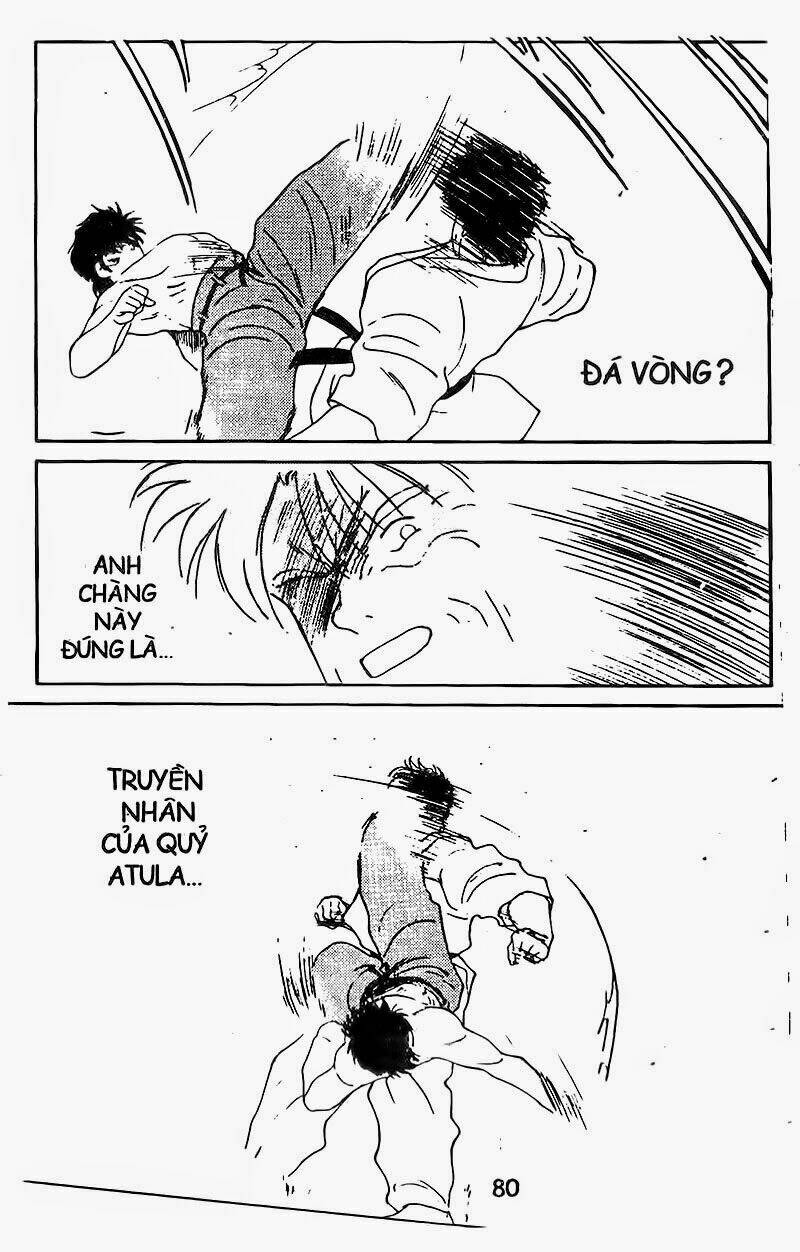 ĐÁ VÒNG?
ANH
CHÀNG
NÀY
ĐÚNG LÀ...
TRUYỀN
NHÂN
CỦA QUỶ
ATULA...
80